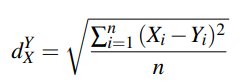 d_X^Y = \sqrt{\frac{\sum_{i=1}^{n} (X_i - Y_i)^2}{n}}